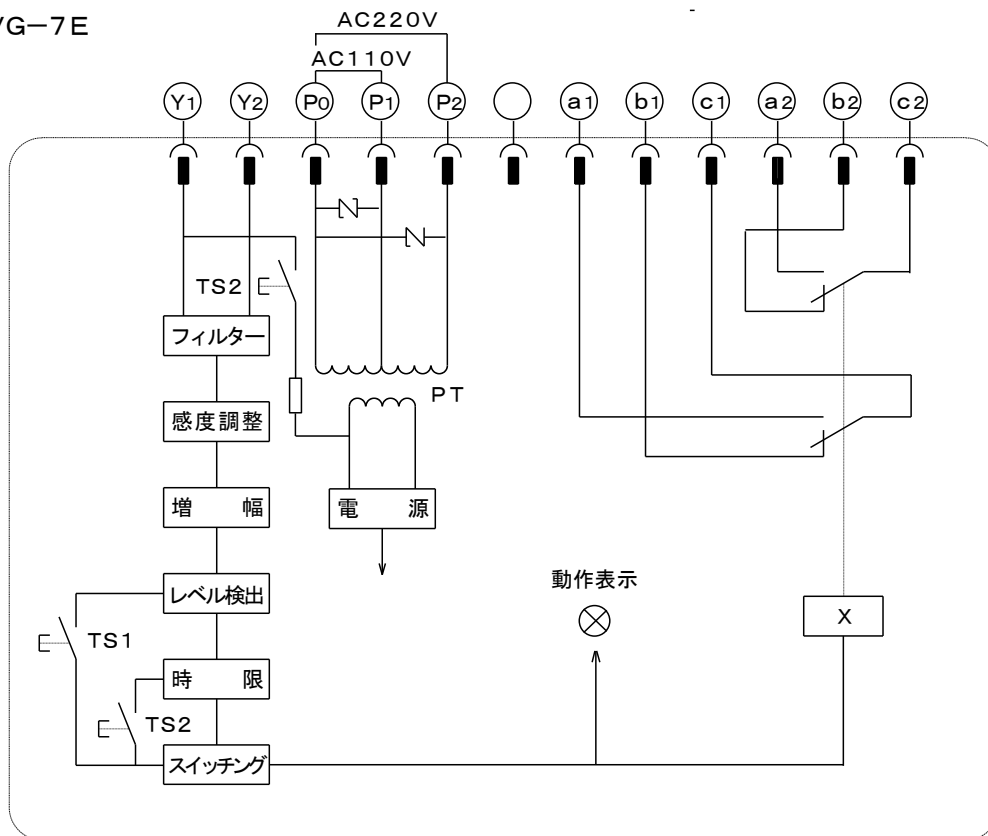 VG－7E
AC220V
AC110V
Y1 Y2 P0 P1 P2 a1 b1 c1 a2 b2 c2
TS2
フィルター
PT
感度調整
増　幅
電　源
動作表示
レベル検出
X
TS1
時　限
TS2
スイッチング